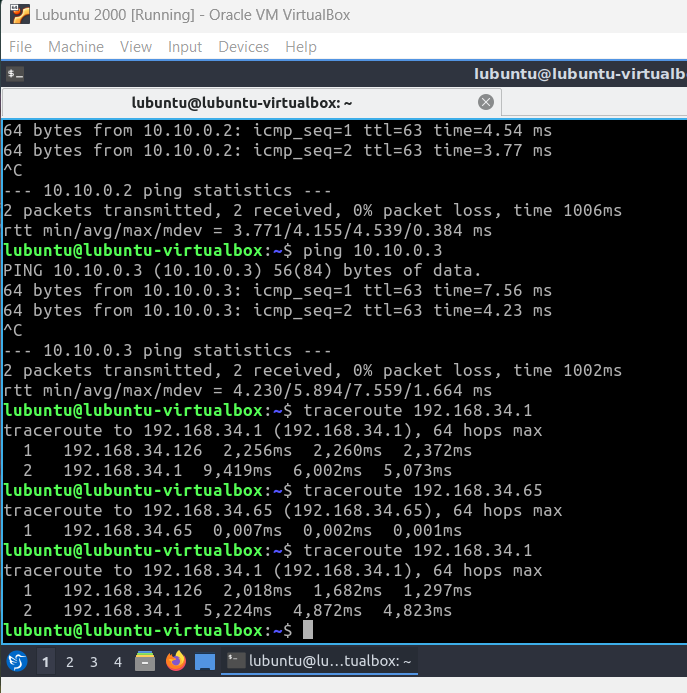 Lubuntu 2000 [Running] - Oracle VM VirtualBox
File Machine View Input Devices Help
lubuntu@lubuntu-virtualb
lubuntu@lubuntu-virtualbox: ~
64 bytes from 10.10.0.2: icmp_seq=1 ttl=63 time=4.54 ms
64 bytes from 10.10.0.2: icmp_seq=2 ttl=63 time=3.77 ms
^C
--- 10.10.0.2 ping statistics ---
2 packets transmitted, 2 received, 0% packet loss, time 1006ms
rtt min/avg/max/mdev = 3.771/4.155/4.539/0.384 ms
lubuntu@lubuntu-virtualbox:~$ ping 10.10.0.3
PING 10.10.0.3 (10.10.0.3) 56(84) bytes of data.
64 bytes from 10.10.0.3: icmp_seq=1 ttl=63 time=7.56 ms
64 bytes from 10.10.0.3: icmp_seq=2 ttl=63 time=4.23 ms
^C
--- 10.10.0.3 ping statistics ---
2 packets transmitted, 2 received, 0% packet loss, time 1002ms
rtt min/avg/max/mdev = 4.230/5.894/7.559/1.664 ms
lubuntu@lubuntu-virtualbox:~$ traceroute 192.168.34.1
traceroute to 192.168.34.1 (192.168.34.1), 64 hops max
1 192.168.34.126 2,256ms 2,260ms 2,372ms
2 192.168.34.1 9,419ms 6,002ms 5,073ms
lubuntu@lubuntu-virtualbox:~$ traceroute 192.168.34.65
traceroute to 192.168.34.65 (192.168.34.65), 64 hops max
1 192.168.34.65 0,007ms 0,002ms 0,001ms
lubuntu@lubuntu-virtualbox:~$ traceroute 192.168.34.1
traceroute to 192.168.34.1 (192.168.34.1), 64 hops max
1 192.168.34.126 2,018ms 1,682ms 1,297ms
2 192.168.34.1 5,224ms 4,872ms 4,823ms
lubuntu@lubuntu-virtualbox:~$
1 2 3 4 lubuntu@lu…tualbox: ~